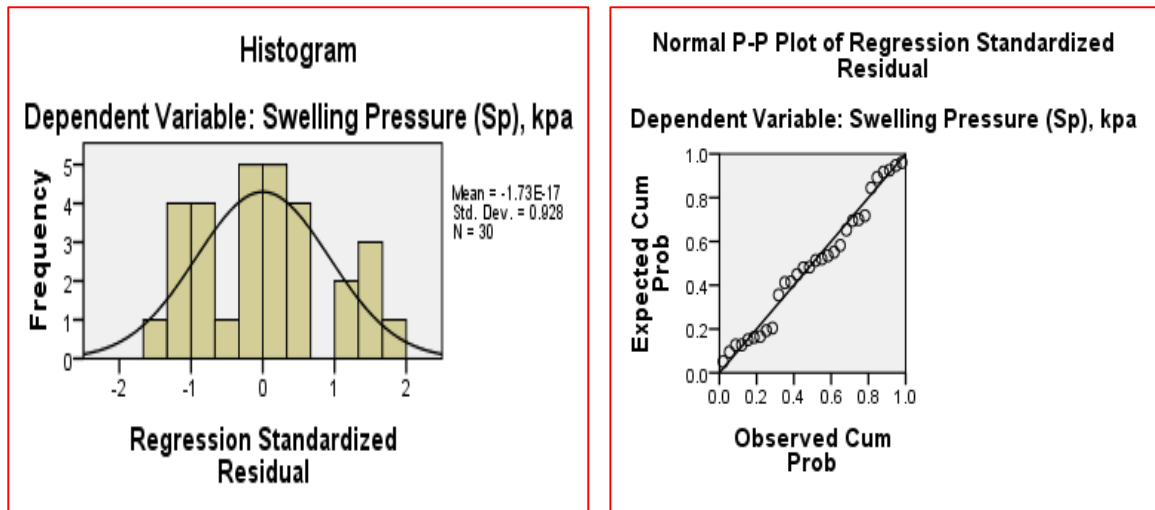 Histogram
Dependent Variable: Swelling Pressure (Sp), kpa
Frequency
5
4
3
2
1
0
-2 -1 0 1 2
Mean = -1.73E-17
Std. Dev. = 0.928
N = 30
Regression Standardized
Residual
Normal P-P Plot of Regression Standardized
Residual
Dependent Variable: Swelling Pressure (Sp), kpa
Expected Cum
Prob
1.0
0.8
0.6
0.4
0.2
0.0
0.0 0.2 0.4 0.6 0.8 1.0
Observed Cum
Prob